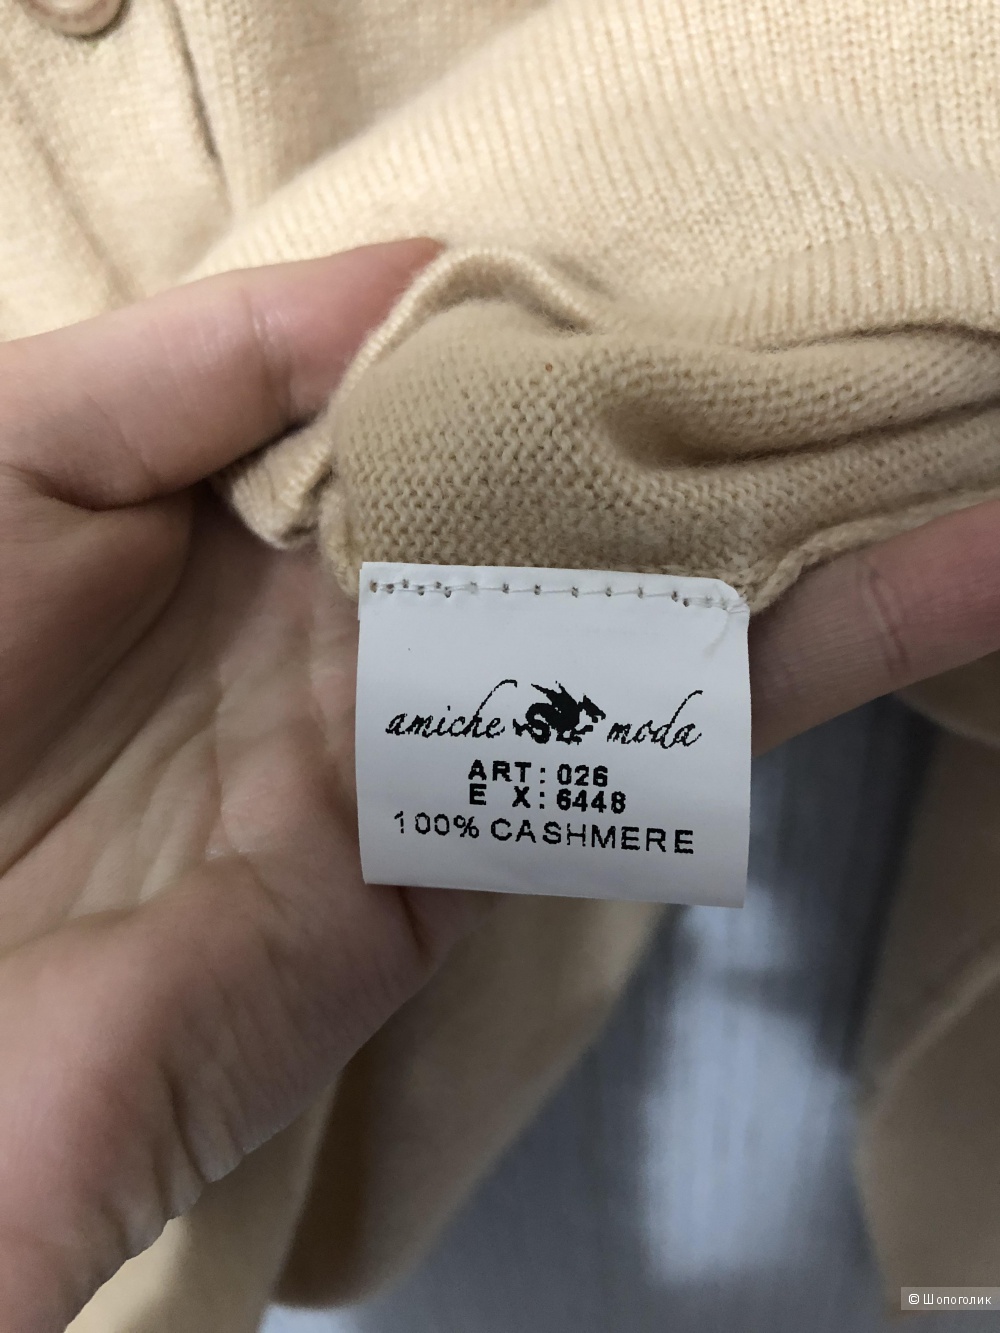 amiche moda
ART: 026
E X: 6448
100% CASHMERE
© Шопоголик